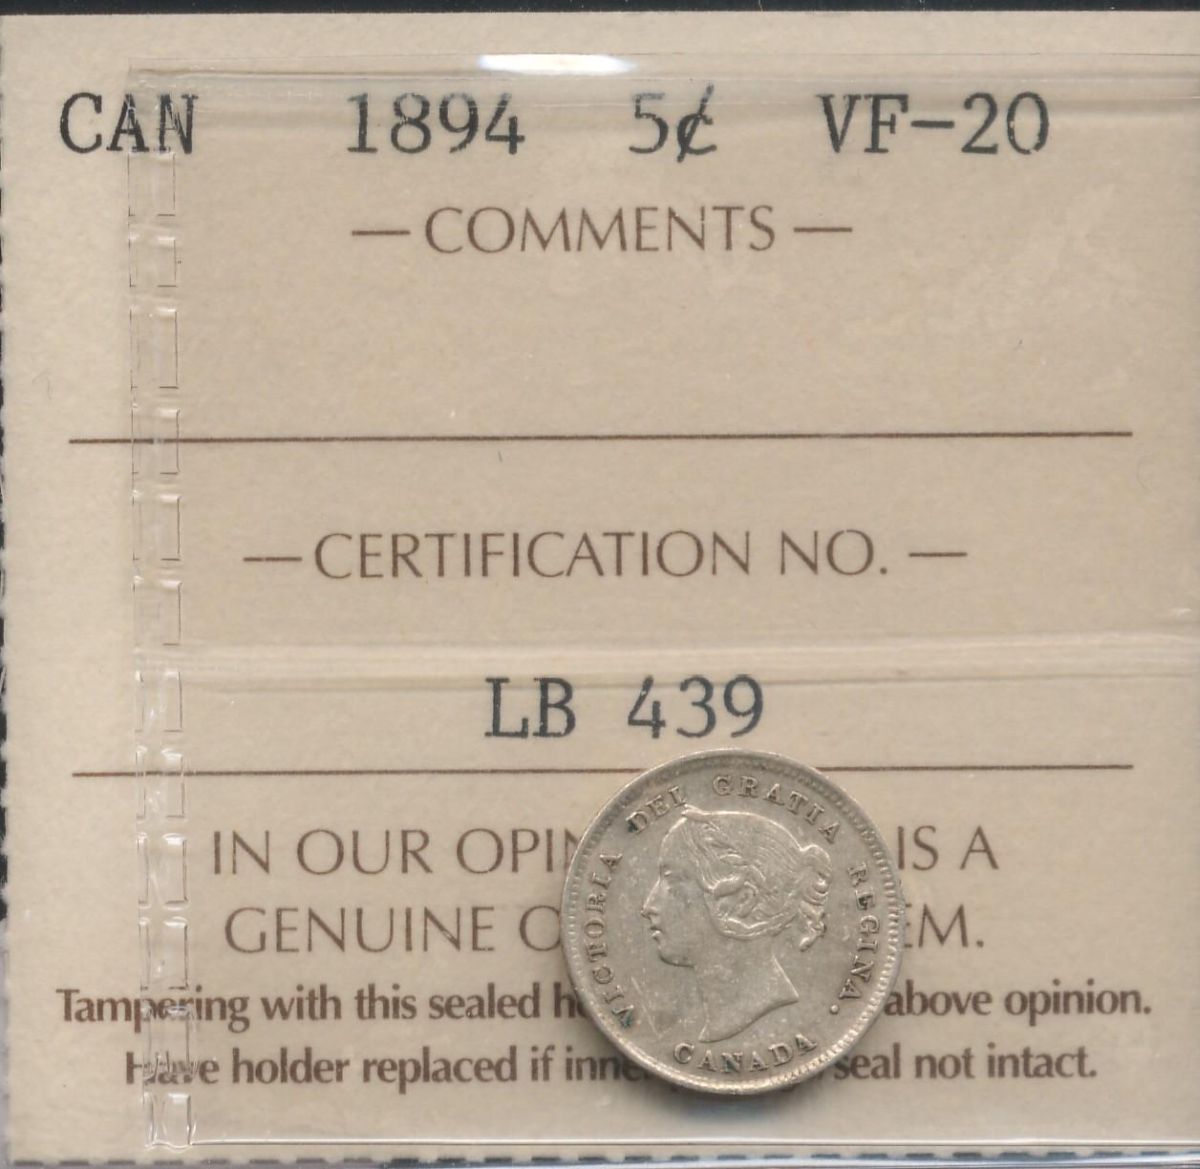 CAN 1894 5¢ VF-20
— COMMENTS —
— CERTIFICATION NO. —
LB 439
IN OUR OPIN IS A
GENUINE C EM.
Tampering with this sealed h above opinion.
Have holder replaced if inne seal not intact.
VICTORIA DEI GRATIA REGINA.
CANADA